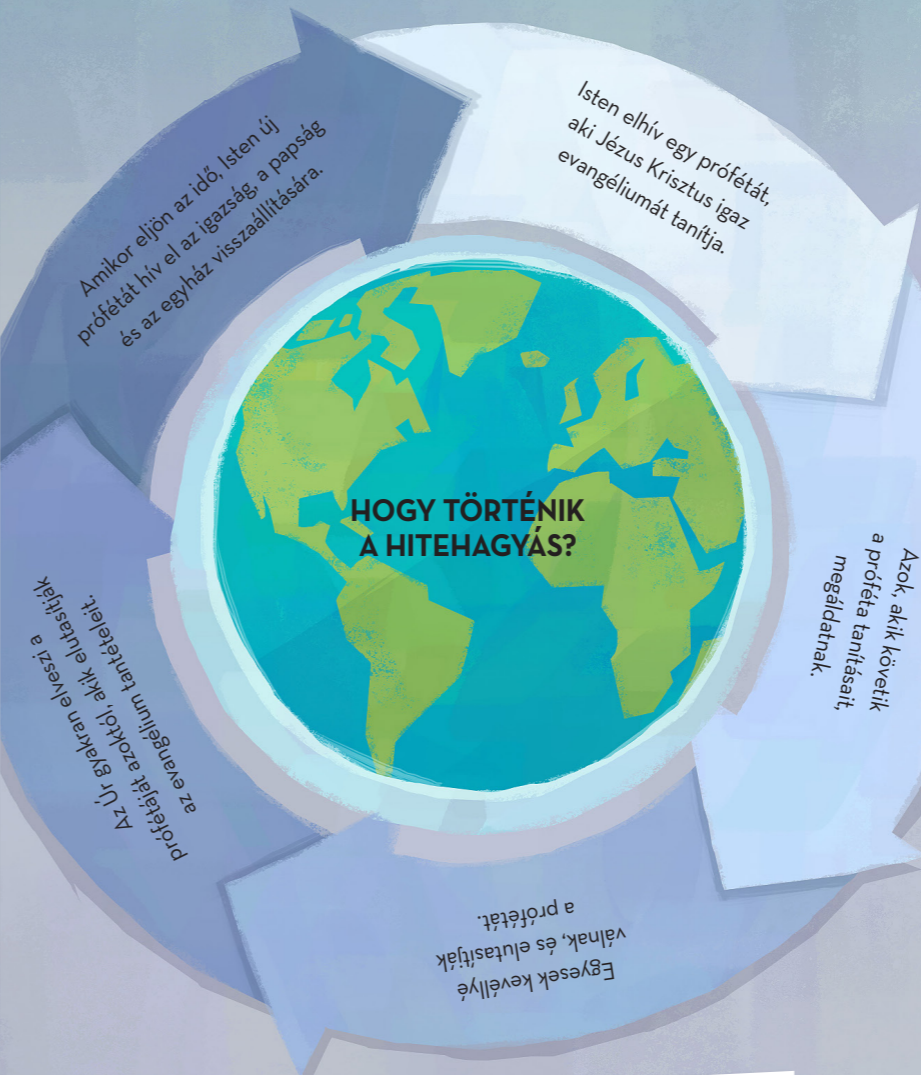 HOGY TÖRTÉNIK
A HITEHAGYÁS?
Isten elhív egy prófétát,
aki Jézus Krisztus igaz
evangéliumát tanítja.
Azok, akik követik
a próféta tanításait,
megáldatnak.
Egyesek kevéllyé
válnak, és elutasítják
a prófétát.
Az Úr gyakran elveszi a
prófétáját azoktól, akik elutasítják
az evangélium tantételeit.
Amikor eljön az idő, Isten új
prófétát hív el az igazság, a papság
és az egyház visszaállítására.